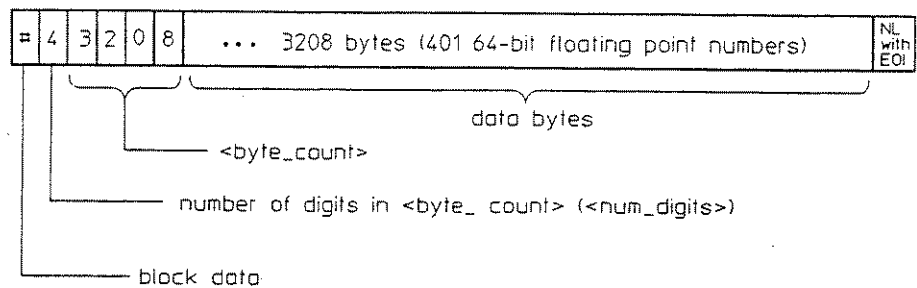 # 4 3 2 0 8 ... 3208 bytes (401 64-bit floating point numbers) NL with EOI
data bytes
<byte_count>
number of digits in <byte_ count> (<num_digits>)
block data